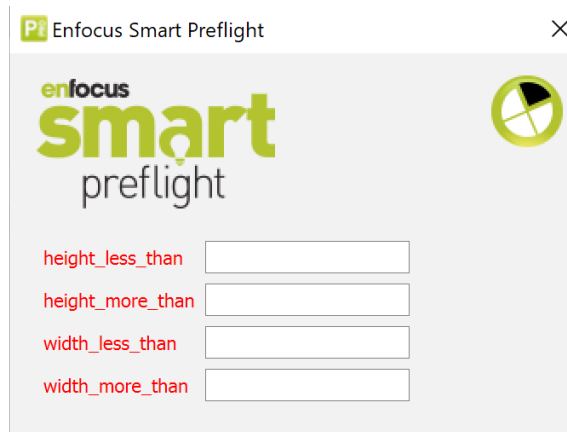 Enfocus Smart Preflight
enfocus
smart
preflight
height_less_than
height_more_than
width_less_than
width_more_than